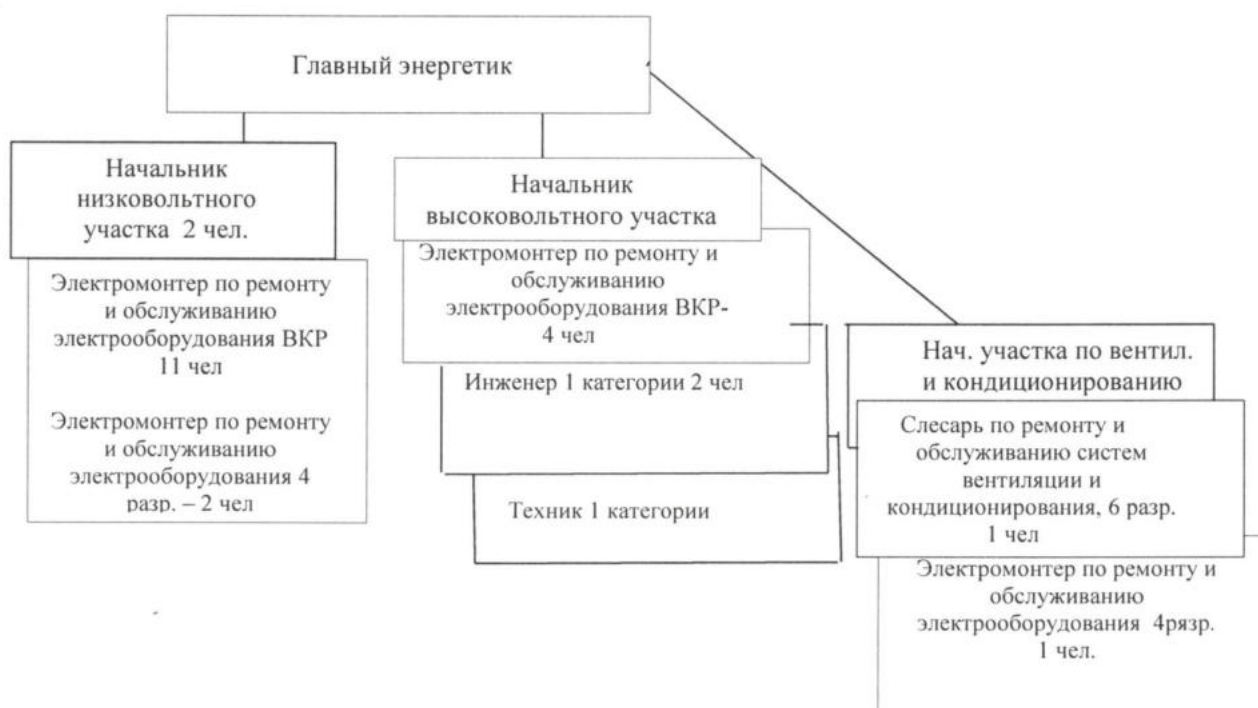 Главный энергетик
Начальник
низковольтного
участка 2 чел.
Электромонтер по ремонту
и обслуживанию
электрооборудования ВКР
11 чел
Электромонтер по ремонту
и обслуживанию
электрооборудования 4
разр. – 2 чел
Начальник
высоковольтного участка
Электромонтер по ремонту и
обслуживанию
электрооборудования ВКР-
4 чел
Инженер 1 категории 2 чел
Техник 1 категории
Нач. участка по вентил.
и кондиционированию
Слесарь по ремонту и
обслуживанию систем
вентиляции и
кондиционирования, 6 разр.
1 чел
Электромонтер по ремонту и
обслуживанию
электрооборудования 4рязр.
1 чел.